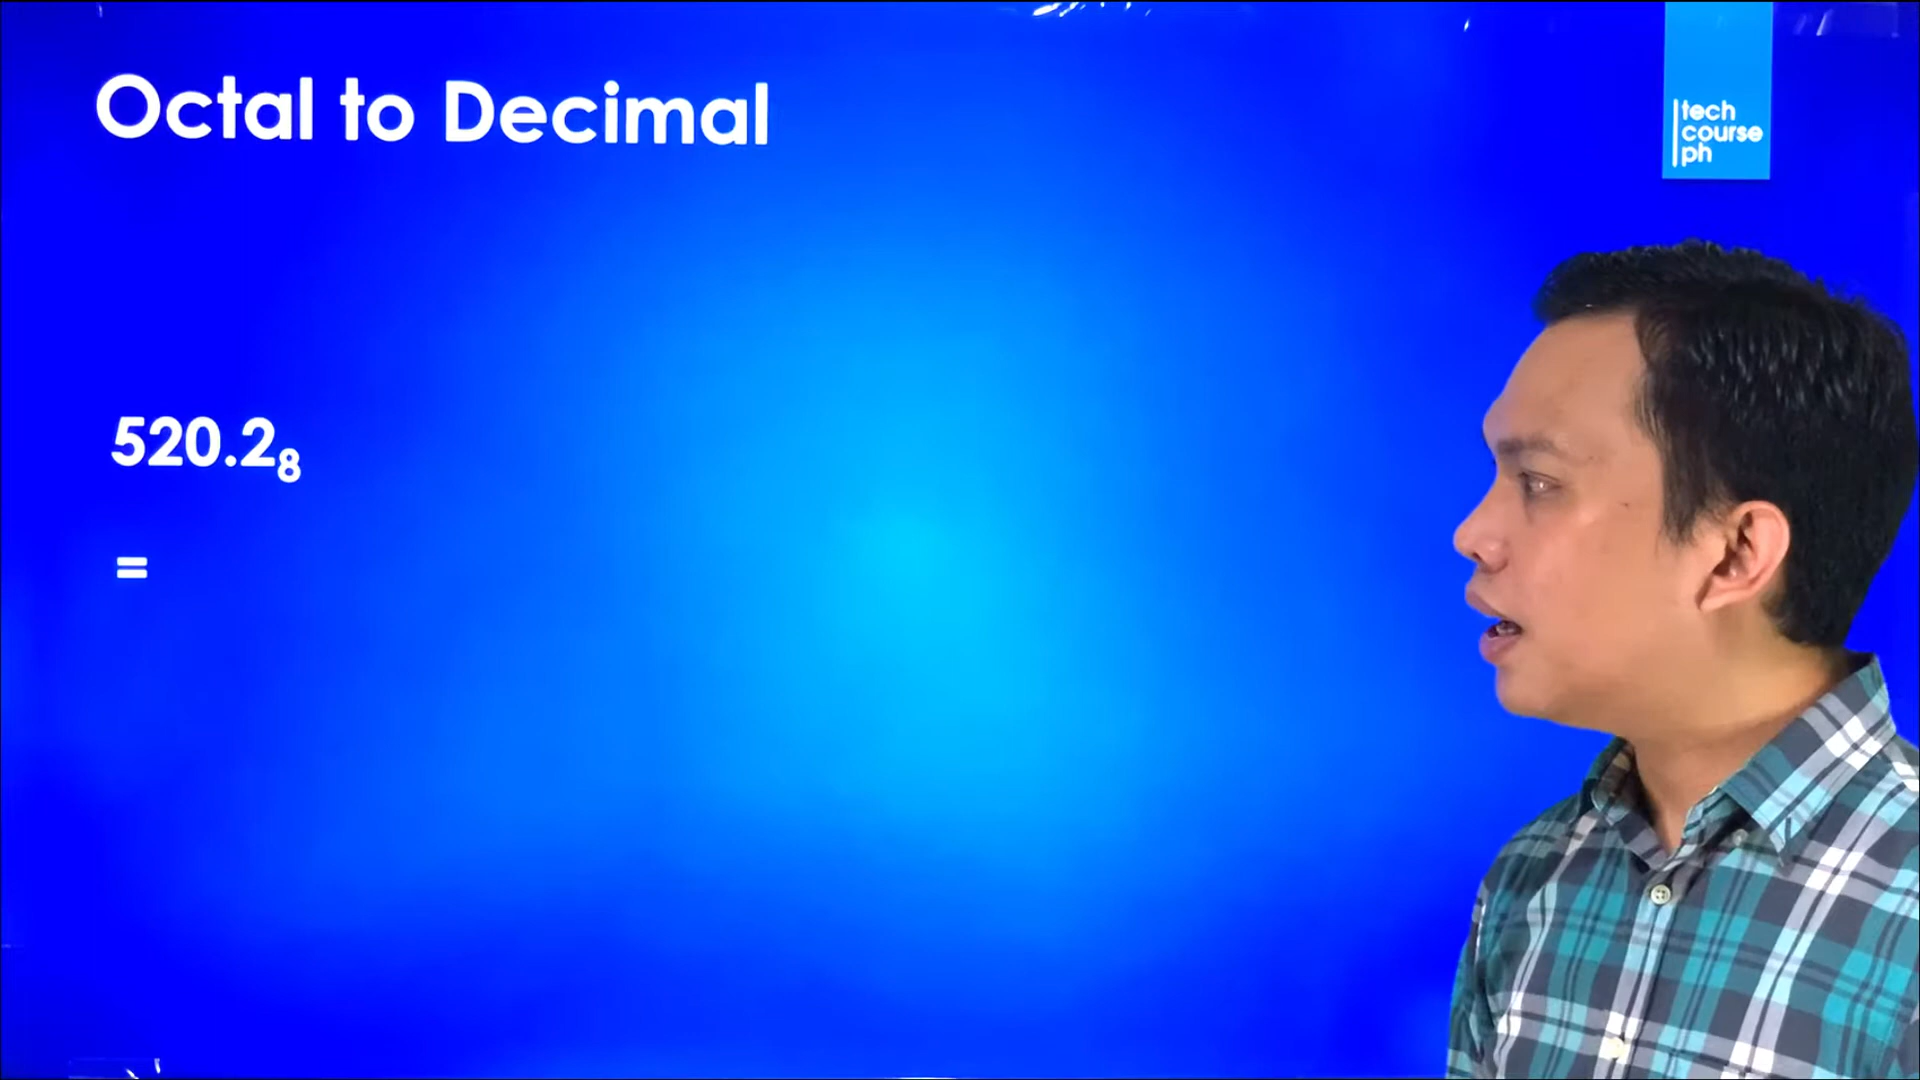 Octal to Decimal
tech
course
ph
520.2₈
=